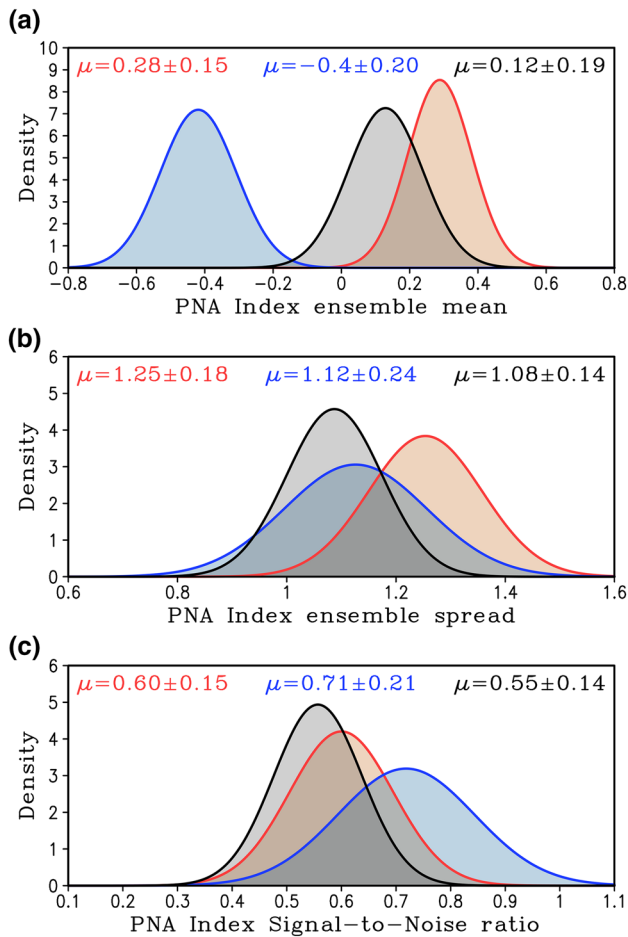 (a)
10
9
8
7
6
5
4
3
2
1
0
Density
μ=0.28±0.15 μ=−0.4±0.20 μ=0.12±0.19
−0.8 −0.6 −0.4 −0.2 0 0.2 0.4 0.6 0.8
PNA Index ensemble mean
(b)
6
5
4
3
2
1
0
Density
μ=1.25±0.18 μ=1.12±0.24 μ=1.08±0.14
0.6 0.8 1 1.2 1.4 1.6
PNA Index ensemble spread
(c)
6
5
4
3
2
1
0
Density
μ=0.60±0.15 μ=0.71±0.21 μ=0.55±0.14
0.1 0.2 0.3 0.4 0.5 0.6 0.7 0.8 0.9 1 1.1
PNA Index Signal−to−Noise ratio